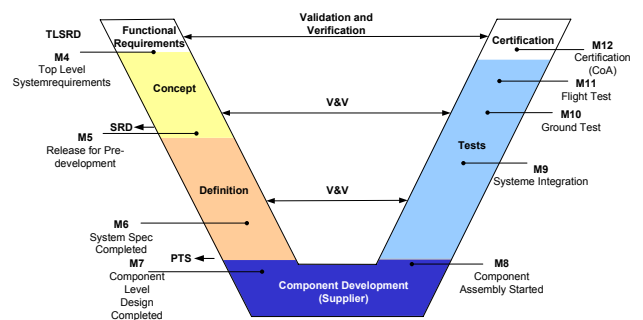 Validation and
Verification
TLSRD
Functional
Requirements
Certification
M4
Top Level
Systemrequirements
M12
Certification
(CoA)
M11
Flight Test
Concept
V&V
M10
Ground Test
SRD
M5
Release for Pre-
development
Tests
M9
Systeme Integration
Definition
V&V
M6
System Spec
Completed
PTS
M7
Component
Level
Design
Completed
M8
Component
Assembly Started
Component Development
(Supplier)